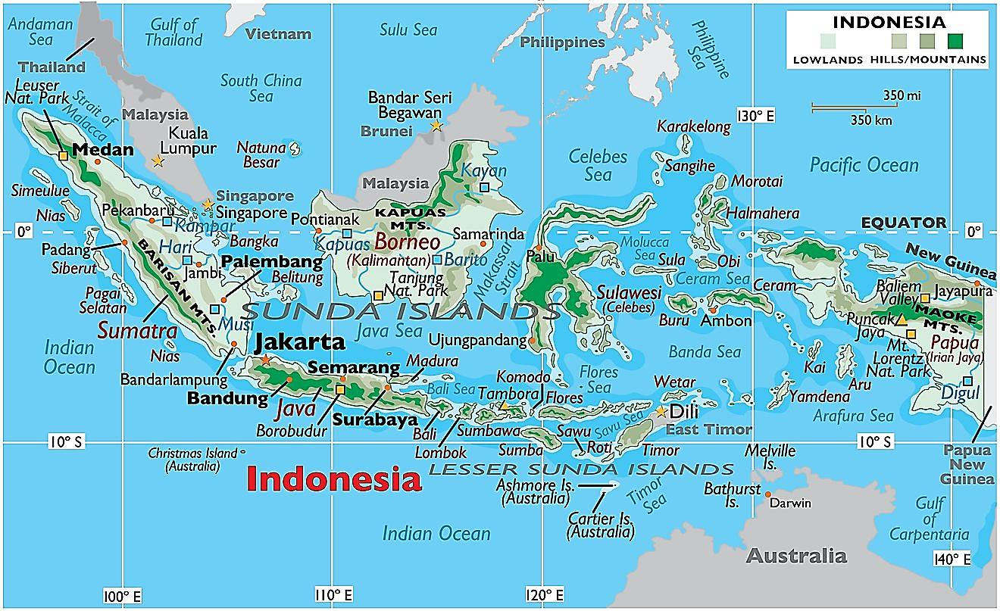 Andaman
Sea
Gulf of
Thailand
Vietnam
Sulu Sea
Philippines
Philippine
Sea
INDONESIA
LOWLANDS HILLS/MOUNTAINS
350 mi
350 km
Thailand
Leuser
Nat. Park
Strait of
Malacca
South China
Sea
Malaysia
Kuala
Lumpur
Medan
Natuna
Besar
Bandar Seri
Begawan
Brunei
Malaysia
Kayan
130° E
Karakelong
Sangihe
Celebes
Sea
Pacific Ocean
Morotai
Halmahera
Simeulue
Nias
Singapore
Singapore
Pekanbaru
Kampar
Pontianak
KAPUAS
MTS.
Samarinda
EQUATOR
0°
0°
Padang
Siberut
Hari
Bangka
Kapuas
Borneo
(Kalimantan)
Barito
Makassar
Strait
Palu
Molucca
Sea
Sula
Obi
New Guinea
Jambi
Palembang
Belitung
Tanjung
Nat. Park
Ceram Sea
Ceram
Baliem
Valley
Jayapura
Pagai
Selatan
BARISAN MTS.
Sulawesi
(Celebes)
Buru
Ambon
Puncak
Jaya
MAOKE
MTS.
Sumatra
Musi
SUNDA ISLANDS
Java Sea
Ujungpandang
Banda Sea
Mt.
Lorentz
Nat. Park
Papua
(Irian Jaya)
Indian
Ocean
Nias
Jakarta
Bandarlampung
Semarang
Madura
Komodo
Flores
Sea
Wetar
Kai
Aru
Yamdena
Digul
Bandung
Java
Bali Sea
Tambora
Flores
Dili
East Timor
Arafura Sea
Borobudur
Surabaya
Bali
Sumbawa
Sawu
Savu Sea
10° S
10° S
Lombok
Sumba
Roti
Timor
Melville
Is.
Papua
New
Guinea
Christmas Island
(Australia)
Indonesia
LESSER SUNDA ISLANDS
Ashmore Is.
(Australia)
Timor
Sea
Bathurst
Is.
Darwin
Cartier Is.
(Australia)
Gulf
of
Carpentaria
Indian Ocean
Australia
140° E
100° E
110° E
120° E